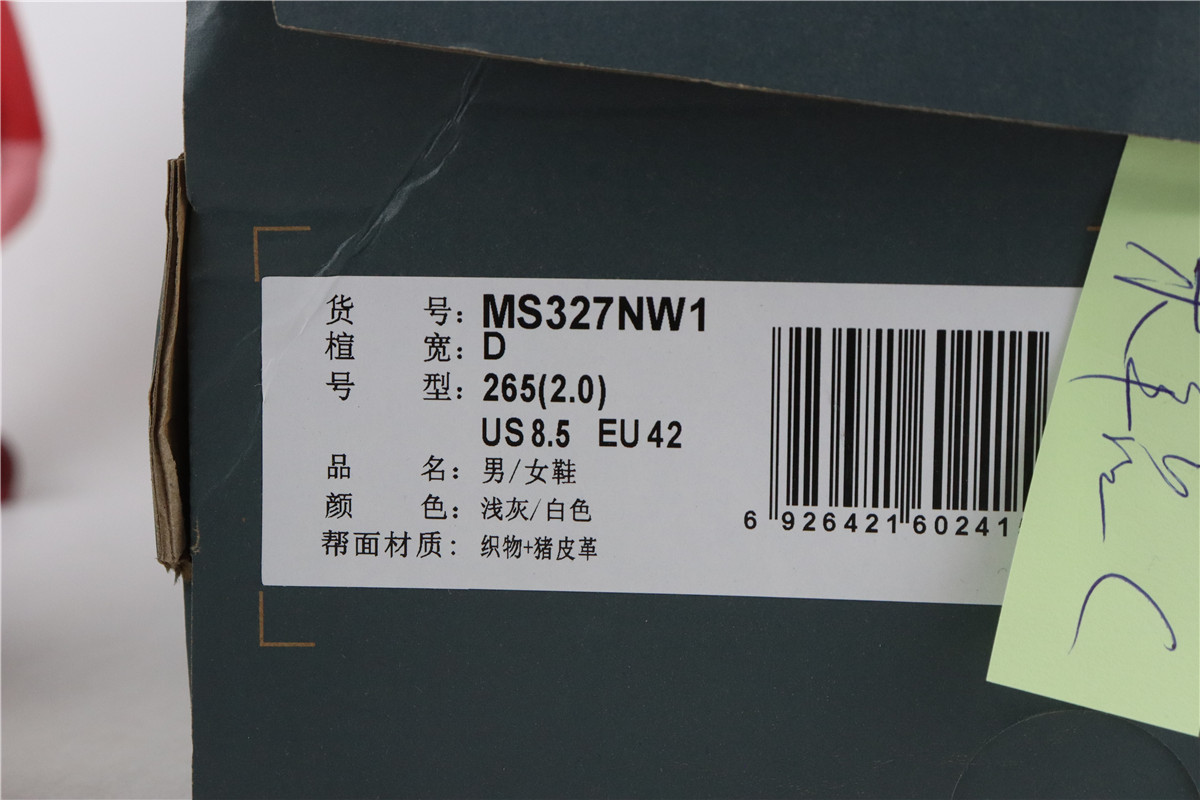 货 号：MS327NW1
楦 宽：D
号 型：265(2.0)
US 8.5 EU 42
品 名：男/女鞋
颜 色：浅灰/白色
帮面材质：织物+猪皮革
6 926421 60241